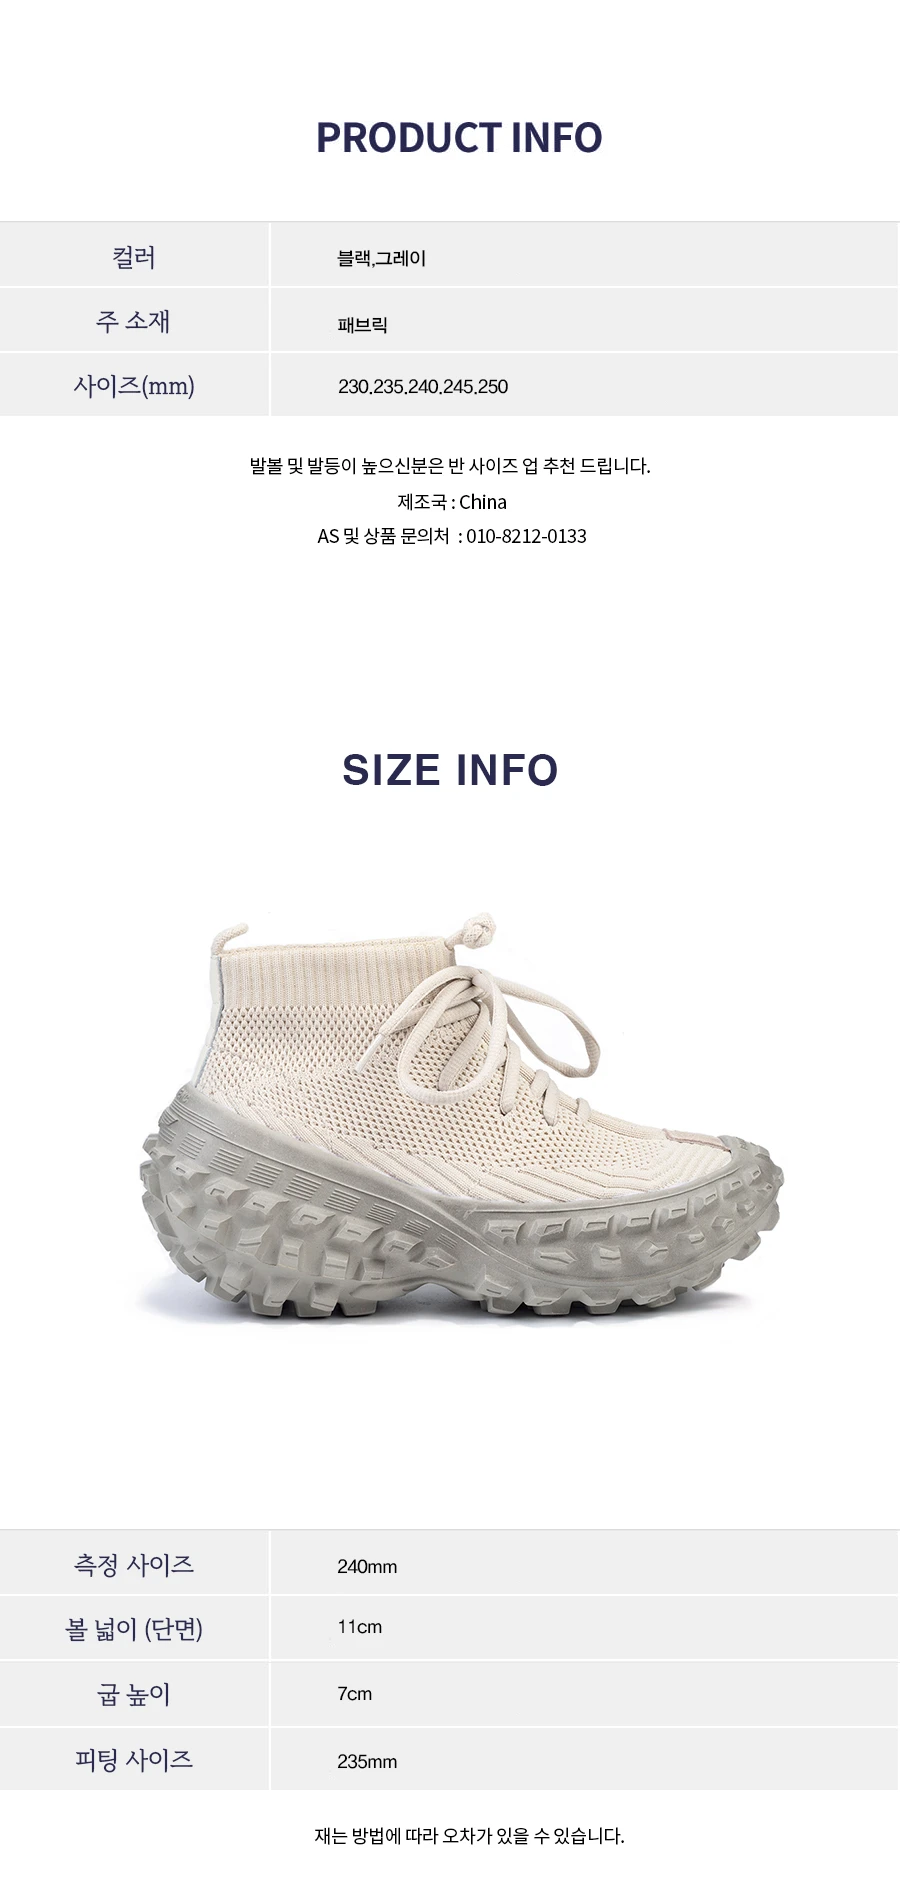 PRODUCT INFO
컬러 블랙,그레이
주 소재 패브릭
사이즈(mm) 230.235.240.245.250
발볼 및 발등이 높으신분은 반 사이즈 업 추천 드립니다.
제조국 : China
AS 및 상품 문의처 : 010-8212-0133
SIZE INFO
측정 사이즈 240mm
볼 넓이 (단면) 11cm
굽 높이 7cm
피팅 사이즈 235mm
재는 방법에 따라 오차가 있을 수 있습니다.